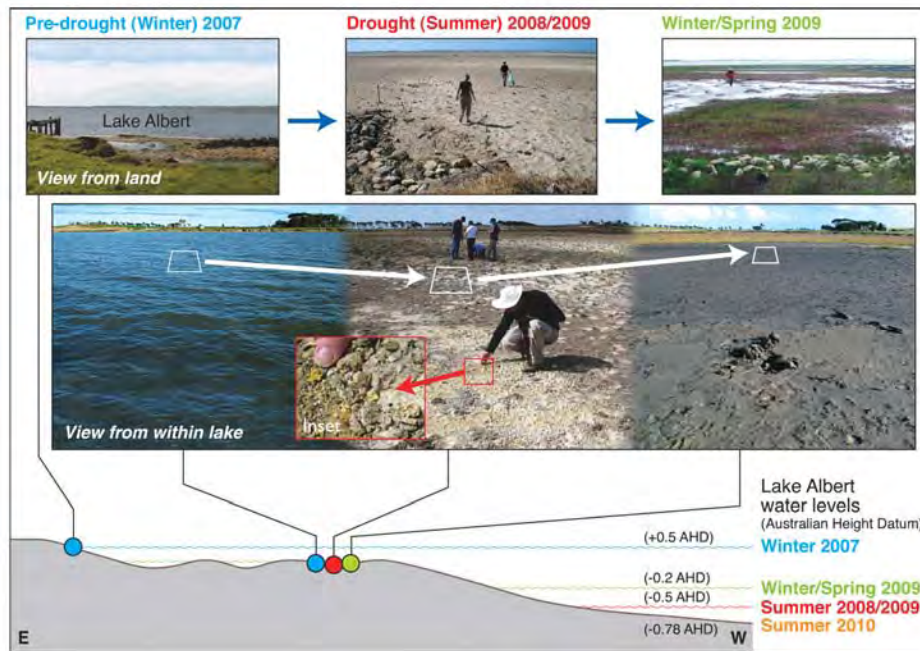 Pre-drought (Winter) 2007
Drought (Summer) 2008/2009
Winter/Spring 2009
Lake Albert
View from land
Inset
View from within lake
Lake Albert
water levels
(Australian Height Datum)
(+0.5 AHD)
Winter 2007
(-0.2 AHD)
Winter/Spring 2009
(-0.5 AHD)
Summer 2008/2009
(-0.78 AHD)
Summer 2010
E
W